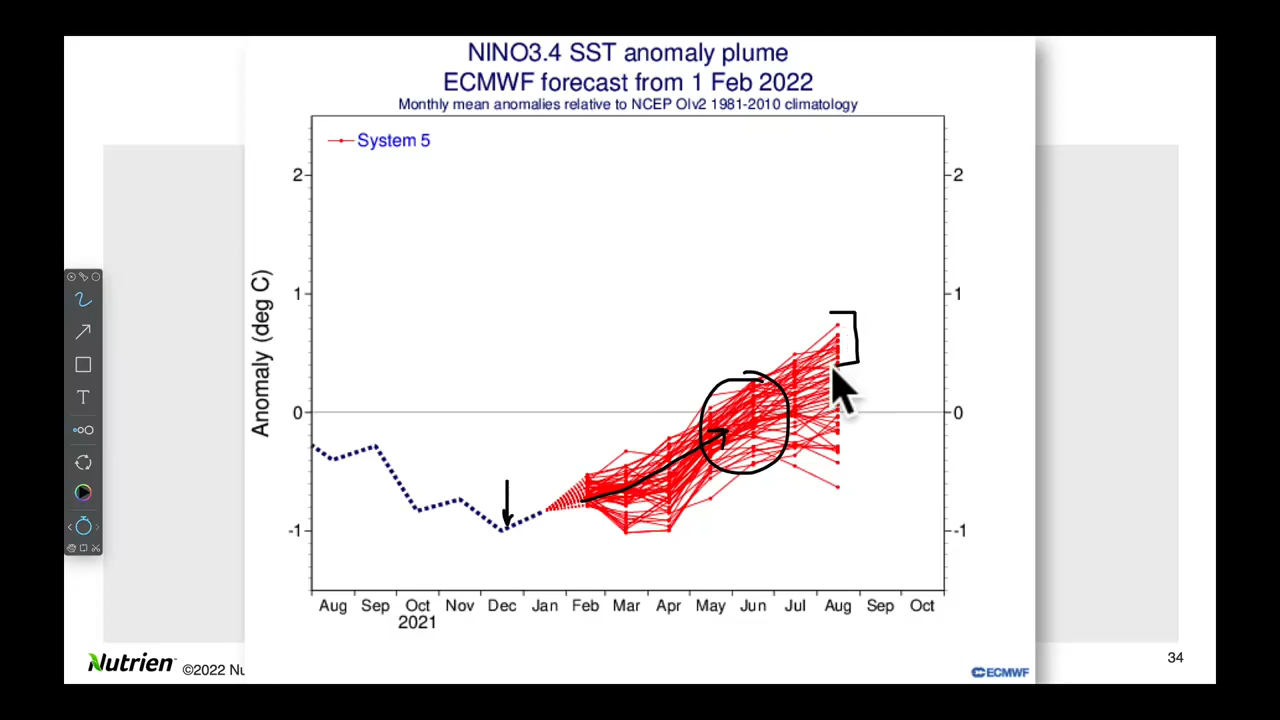 NINO3.4 SST anomaly plume
ECMWF forecast from 1 Feb 2022
Monthly mean anomalies relative to NCEP OIv2 1981-2010 climatology
System 5
2
2
1
1
Anomaly (deg C)
0
0
-1
-1
Aug Sep Oct Nov Dec Jan Feb Mar Apr May Jun Jul Aug Sep Oct
2021
T
Nutrien ©2022 Nu
34
ECMWF